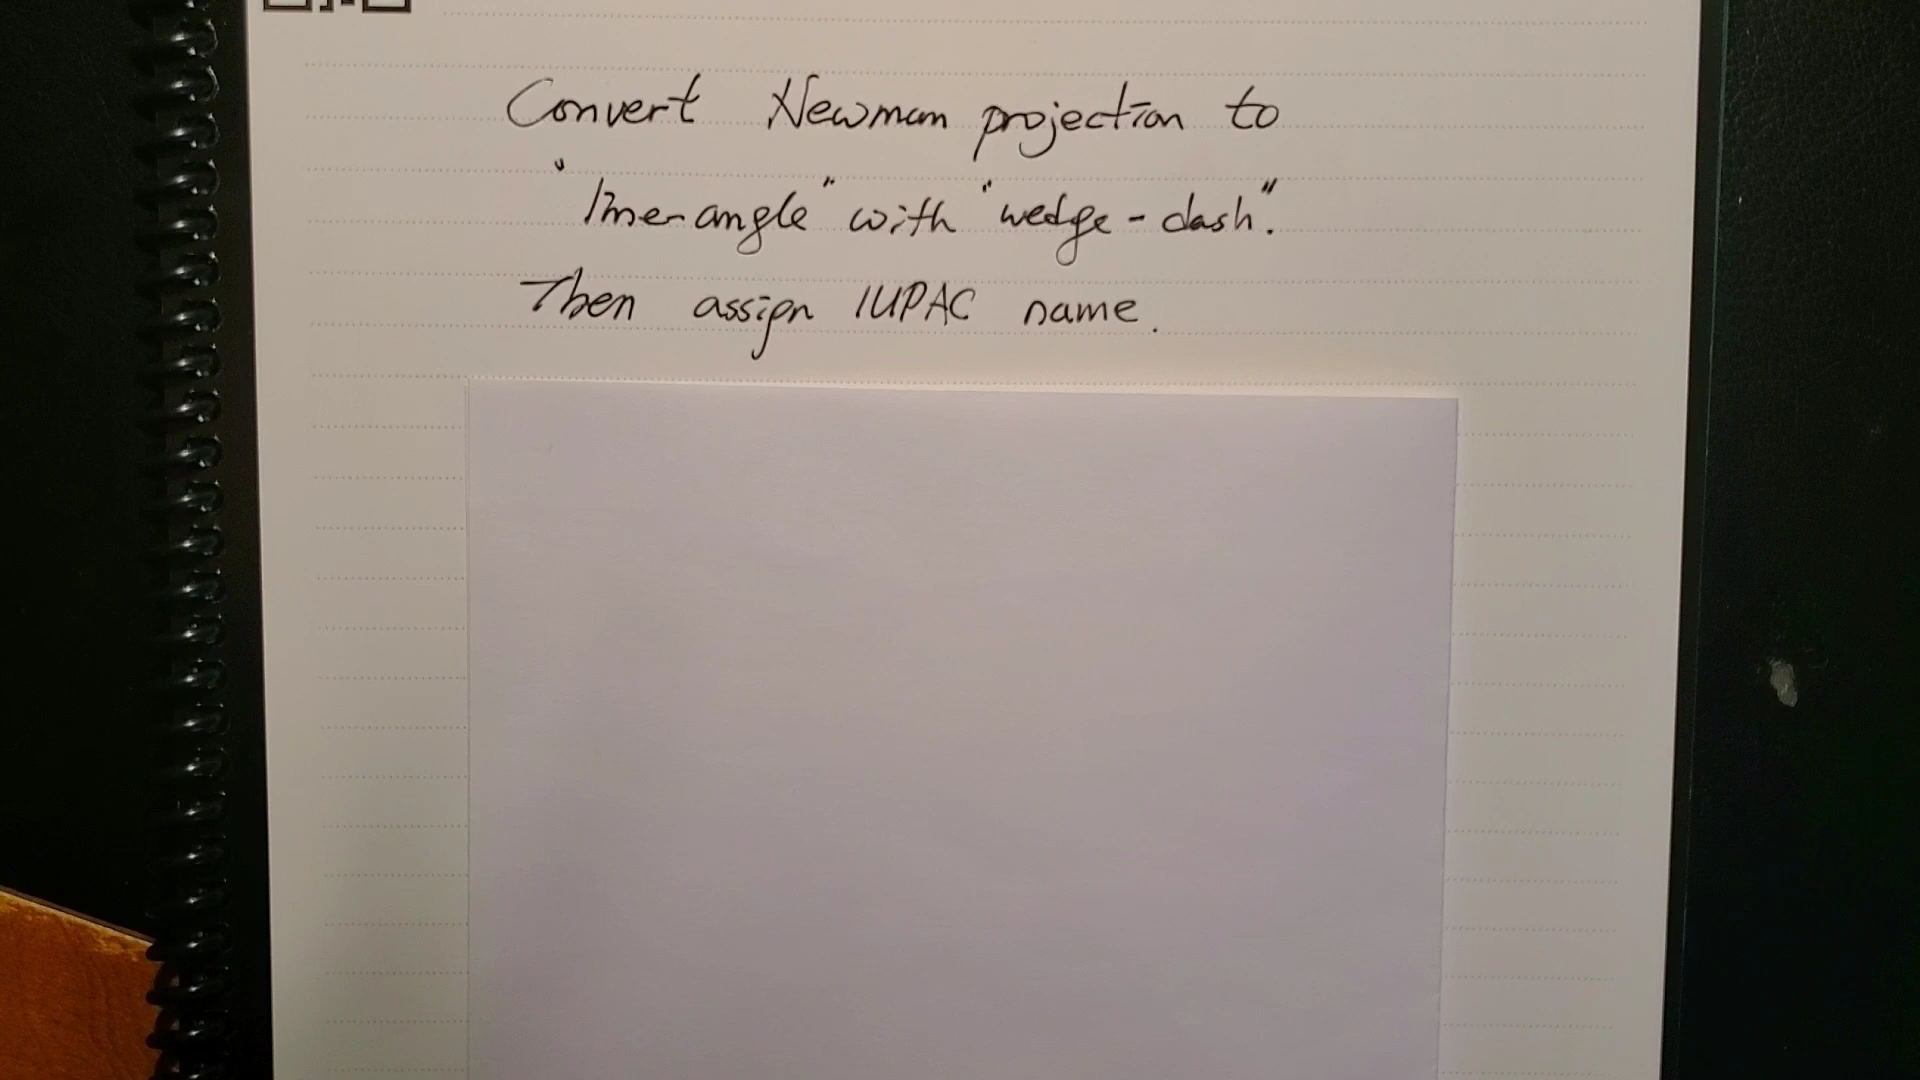 Convert Newman projection to
"line-angle" with "wedge-dash".
Then assign IUPAC name.